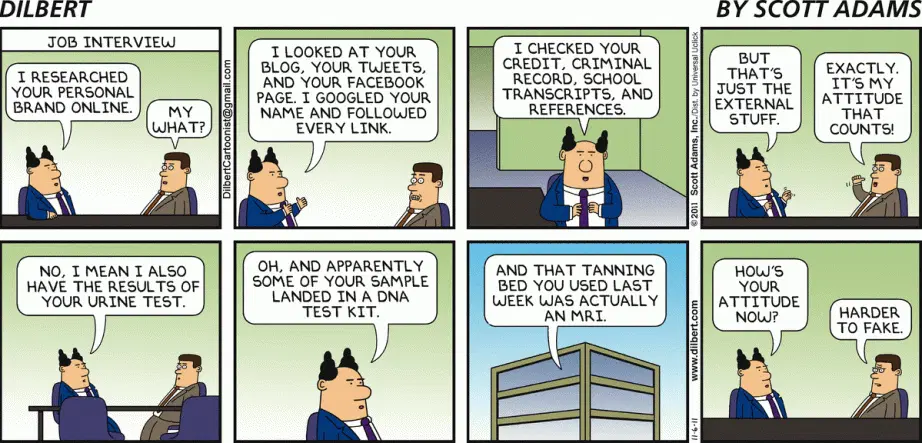 DILBERT
BY SCOTT ADAMS
JOB INTERVIEW
I RESEARCHED
YOUR PERSONAL
BRAND ONLINE.
MY
WHAT?
DilbertCartoonist@gmail.com
I LOOKED AT YOUR
BLOG, YOUR TWEETS,
AND YOUR FACEBOOK
PAGE. I GOOGLED YOUR
NAME AND FOLLOWED
EVERY LINK.
I CHECKED YOUR
CREDIT, CRIMINAL
RECORD, SCHOOL
TRANSCRIPTS, AND
REFERENCES.
© 2011 Scott Adams, Inc./Dist. by Universal Uclick
BUT
THAT'S
JUST THE
EXTERNAL
STUFF.
EXACTLY.
IT'S MY
ATTITUDE
THAT
COUNTS!
NO, I MEAN I ALSO
HAVE THE RESULTS OF
YOUR URINE TEST.
OH, AND APPARENTLY
SOME OF YOUR SAMPLE
LANDED IN A DNA
TEST KIT.
AND THAT TANNING
BED YOU USED LAST
WEEK WAS ACTUALLY
AN MRI.
11-6-11 www.dilbert.com
HOW'S
YOUR
ATTITUDE
NOW?
HARDER
TO FAKE.